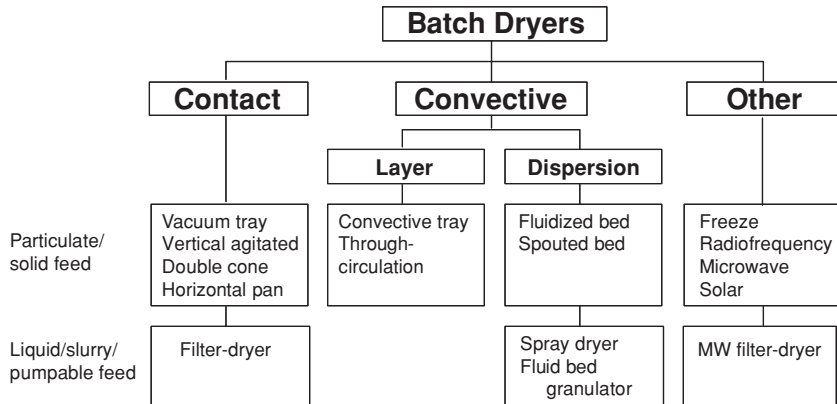 Batch Dryers
Contact
Convective
Other
Layer
Dispersion
Particulate/
solid feed
Vacuum tray
Vertical agitated
Double cone
Horizontal pan
Convective tray
Through-
circulation
Fluidized bed
Spouted bed
Freeze
Radiofrequency
Microwave
Solar
Liquid/slurry/
pumpable feed
Filter-dryer
Spray dryer
Fluid bed
granulator
MW filter-dryer